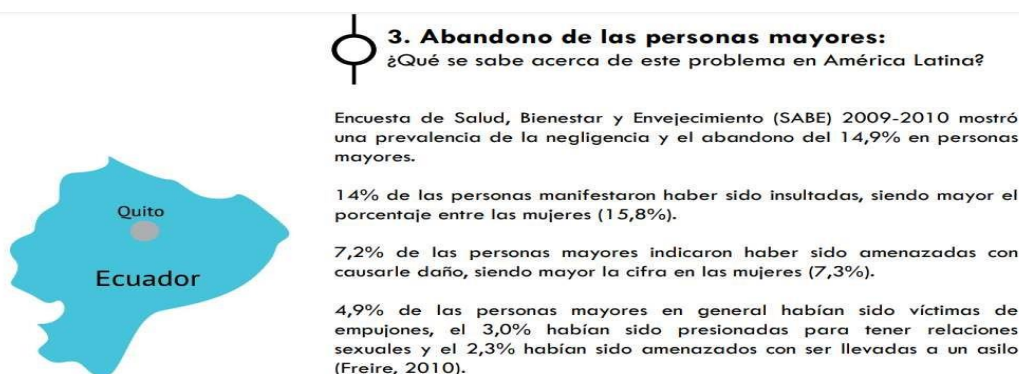 3. Abandono de las personas mayores:
¿Qué se sabe acerca de este problema en América Latina?
Encuesta de Salud, Bienestar y Envejecimiento (SABE) 2009-2010 mostró
una prevalencia de la negligencia y el abandono del 14,9% en personas
mayores.
14% de las personas manifestaron haber sido insultadas, siendo mayor el
porcentaje entre las mujeres (15,8%).
7,2% de las personas mayores indicaron haber sido amenazadas con
causarle daño, siendo mayor la cifra en las mujeres (7,3%).
4,9% de las personas mayores en general habían sido víctimas de
empujones, el 3,0% habían sido presionadas para tener relaciones
sexuales y el 2,3% habían sido amenazados con ser llevadas a un asilo
(Freire, 2010).
Quito
Ecuador